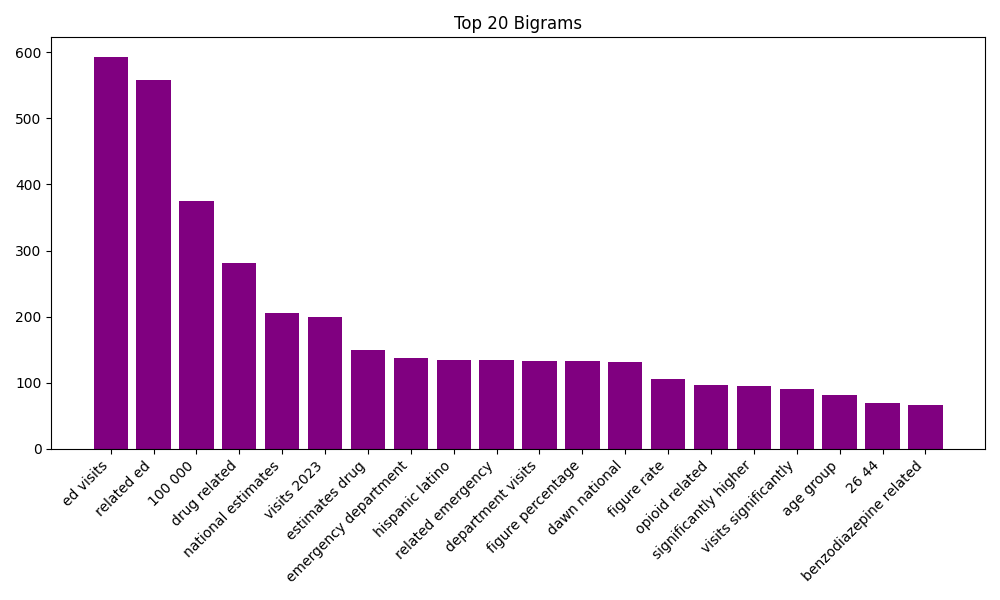 Top 20 Bigrams
600
500
400
300
200
100
0
ed visits
related ed
100 000
drug related
national estimates
visits 2023
estimates drug
emergency department
hispanic latino
related emergency
department visits
figure percentage
dawn national
figure rate
opioid related
significantly higher
visits significantly
age group
26 44
benzodiazepine related